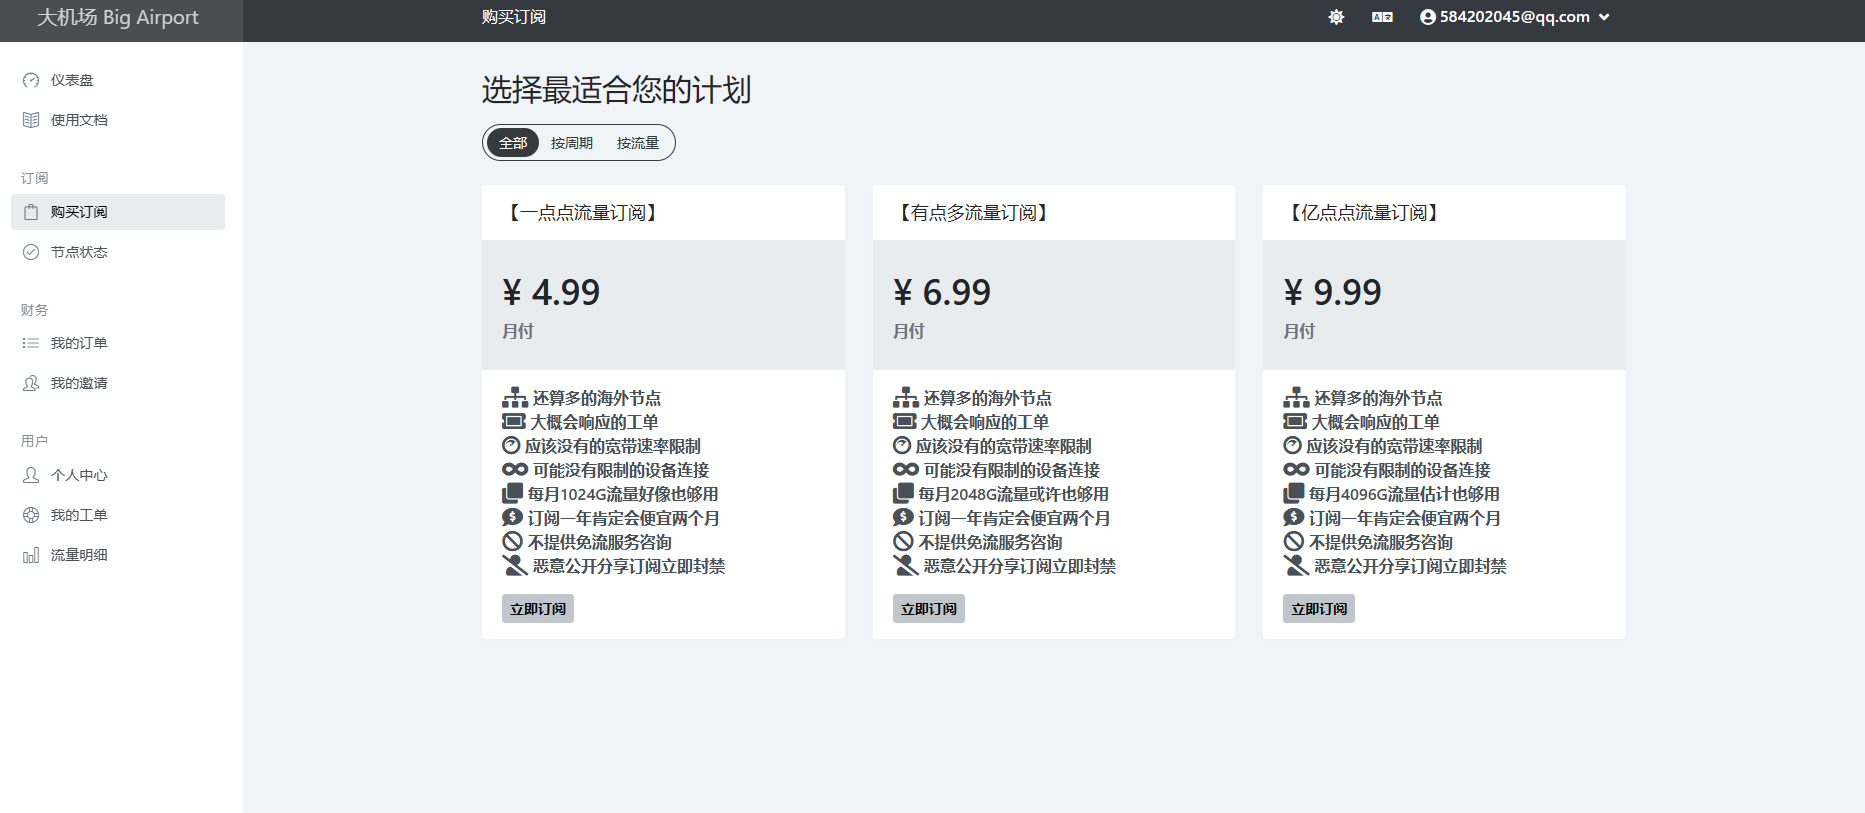 大机场 Big Airport
购买订阅
584202045@qq.com
仪表盘
使用文档
订阅
购买订阅
节点状态
财务
我的订单
我的邀请
用户
个人中心
我的工单
流量明细
选择最适合您的计划
全部 按周期 按流量
【一点点流量订阅】
¥ 4.99
月付
还算多的海外节点
大概会响应的工单
应该没有的宽带速率限制
可能没有限制的设备连接
每月1024G流量好像也够用
订阅一年肯定会便宜两个月
不提供免流服务咨询
恶意公开分享订阅立即封禁
立即订阅
【有点多流量订阅】
¥ 6.99
月付
还算多的海外节点
大概会响应的工单
应该没有的宽带速率限制
可能没有限制的设备连接
每月2048G流量或许也够用
订阅一年肯定会便宜两个月
不提供免流服务咨询
恶意公开分享订阅立即封禁
立即订阅
【亿点点流量订阅】
¥ 9.99
月付
还算多的海外节点
大概会响应的工单
应该没有的宽带速率限制
可能没有限制的设备连接
每月4096G流量估计也够用
订阅一年肯定会便宜两个月
不提供免流服务咨询
恶意公开分享订阅立即封禁
立即订阅